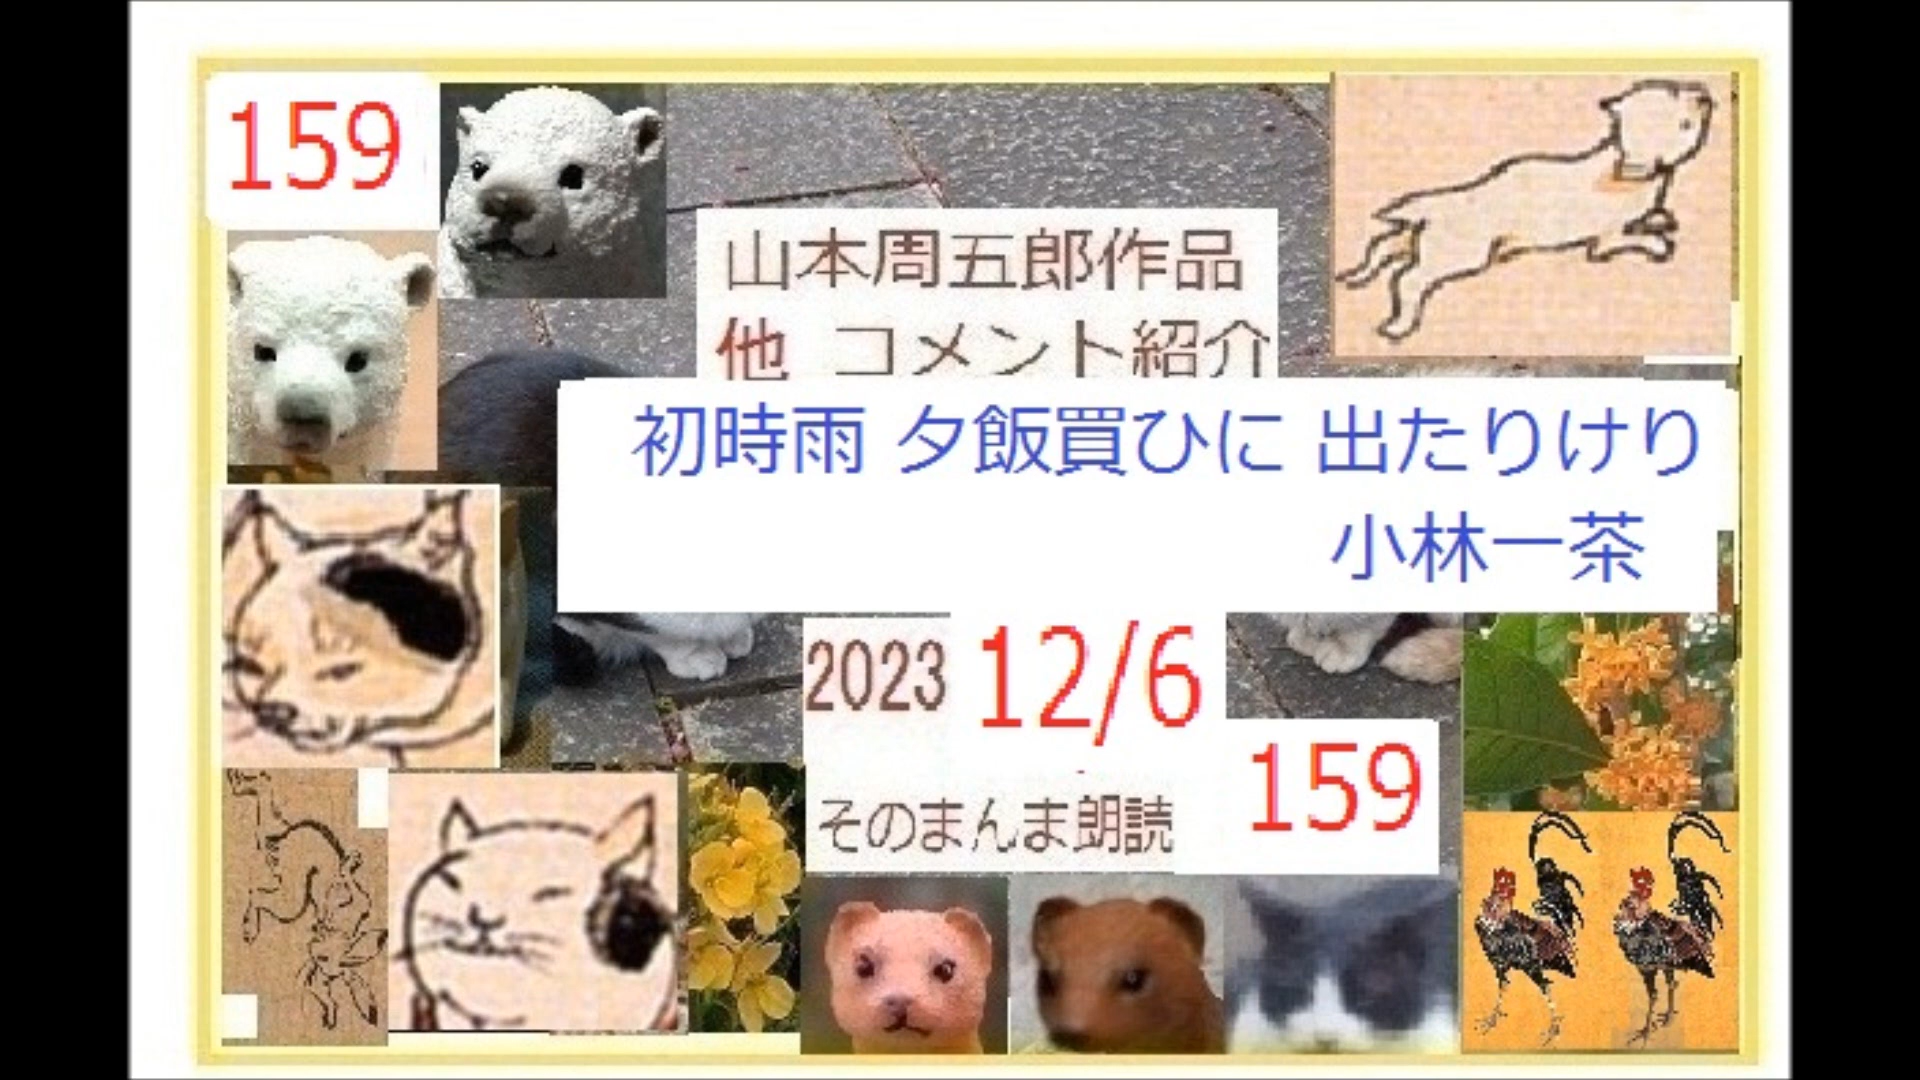 159
山本周五郎作品
他 コメント紹介
初時雨 夕飯買ひに 出たりけり
小林一茶
2023 12/6
159
そのまんま朗読